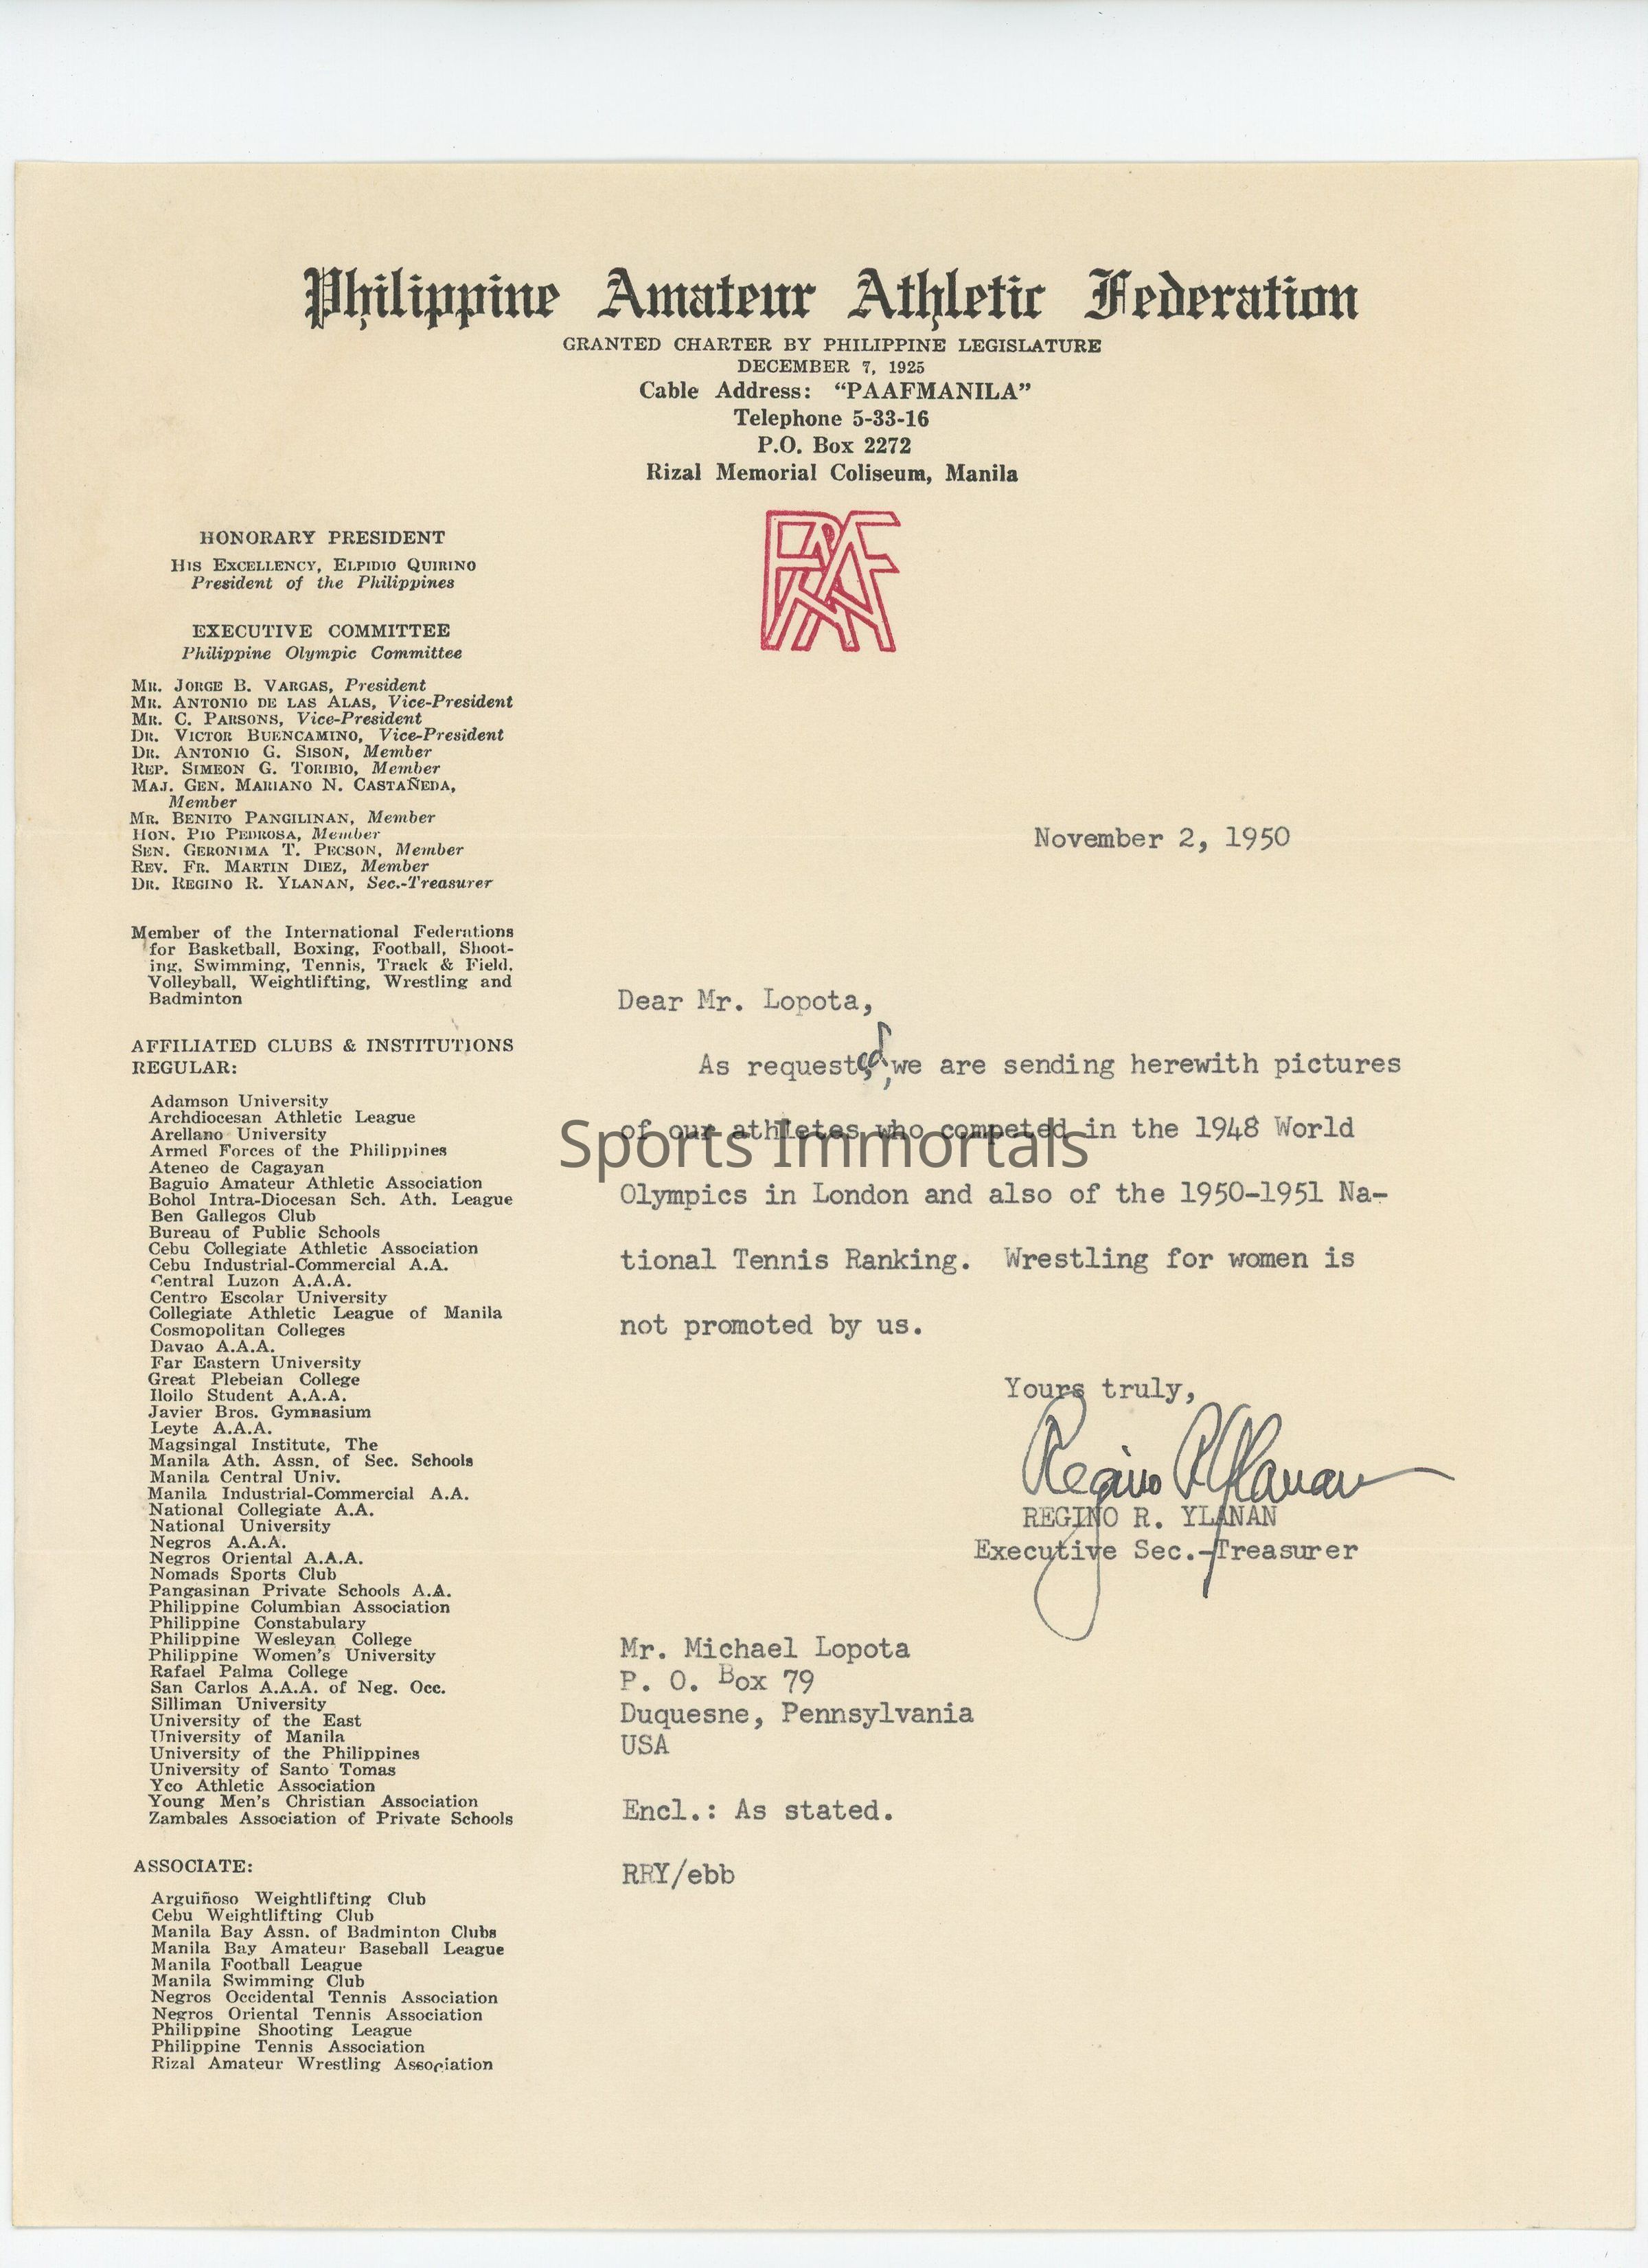 Philippine Amateur Athletic Federation
GRANTED CHARTER BY PHILIPPINE LEGISLATURE
DECEMBER 7, 1925
Cable Address: “PAAFMANILA”
Telephone 5-33-16
P.O. Box 2272
Rizal Memorial Coliseum, Manila
PAAF
HONORARY PRESIDENT
HIS EXCELLENCY, ELPIDIO QUIRINO
President of the Philippines
EXECUTIVE COMMITTEE
Philippine Olympic Committee
MR. JORGE B. VARGAS, President
MR. ANTONIO DE LAS ALAS, Vice-President
MR. C. PARSONS, Vice-President
DR. VICTOR BUENCAMINO, Vice-President
DR. ANTONIO G. SISON, Member
REP. SIMEON G. TORIBIO, Member
MAJ. GEN. MARIANO N. CASTAÑEDA,
Member
MR. BENITO PANGILINAN, Member
HON. PIO PEDROSA, Member
SEN. GERONIMA T. PECSON, Member
REV. FR. MARTIN DIEZ, Member
DR. REGINO R. YLANAN, Sec.-Treasurer
Member of the International Federations
for Basketball, Boxing, Football, Shoot-
ing, Swimming, Tennis, Track & Field,
Volleyball, Weightlifting, Wrestling and
Badminton
AFFILIATED CLUBS & INSTITUTIONS
REGULAR:
Adamson University
Archdiocesan Athletic League
Arellano University
Armed Forces of the Philippines
Ateneo de Cagayan
Baguio Amateur Athletic Association
Bohol Intra-Diocesan Sch. Ath. League
Ben Gallegos Club
Bureau of Public Schools
Cebu Collegiate Athletic Association
Cebu Industrial-Commercial A.A.
Central Luzon A.A.A.
Centro Escolar University
Collegiate Athletic League of Manila
Cosmopolitan Colleges
Davao A.A.A.
Far Eastern University
Great Plebeian College
Iloilo Student A.A.A.
Javier Bros. Gymnasium
Leyte A.A.A.
Magsingal Institute, The
Manila Ath. Assn. of Sec. Schools
Manila Central Univ.
Manila Industrial-Commercial A.A.
National Collegiate A.A.
National University
Negros A.A.A.
Negros Oriental A.A.A.
Nomads Sports Club
Pangasinan Private Schools A.A.
Philippine Columbian Association
Philippine Constabulary
Philippine Wesleyan College
Philippine Women's University
Rafael Palma College
San Carlos A.A.A. of Neg. Occ.
Silliman University
University of the East
University of Manila
University of the Philippines
University of Santo Tomas
Yco Athletic Association
Young Men's Christian Association
Zambales Association of Private Schools
ASSOCIATE:
Arguiñoso Weightlifting Club
Cebu Weightlifting Club
Manila Bay Assn. of Badminton Clubs
Manila Bay Amateur Baseball League
Manila Football League
Manila Swimming Club
Negros Occidental Tennis Association
Negros Oriental Tennis Association
Philippine Shooting League
Philippine Tennis Association
Rizal Amateur Wrestling Association
November 2, 1950
Dear Mr. Lopota,
As requested, we are sending herewith pictures
of our athletes who competed in the 1948 World
Sports Immortals
Olympics in London and also of the 1950-1951 Na-
tional Tennis Ranking. Wrestling for women is
not promoted by us.
Yours truly,
Regino R Ylanan
REGINO R. YLANAN
Executive Sec.-Treasurer
Mr. Michael Lopota
P. O. Box 79
Duquesne, Pennsylvania
USA
Encl.: As stated.
RRY/ebb